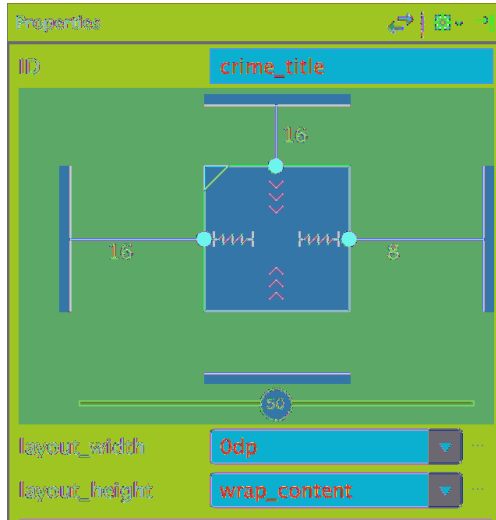 Properties
ID crime_title
16
16 8
50
layout_width 0dp
layout_height wrap_content